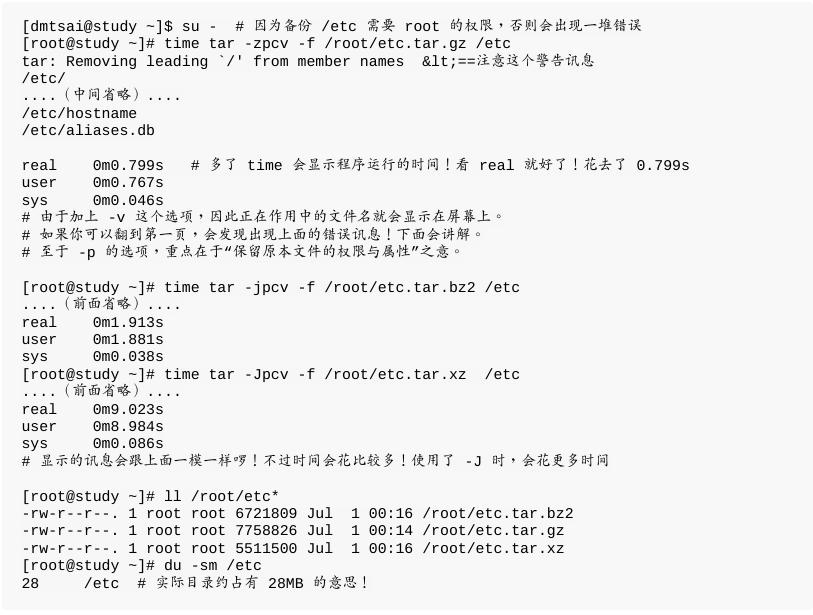 [dmtsai@study ~]$ su -  # 因为备份 /etc 需要 root 的权限，否则会出现一堆错误
[root@study ~]# time tar -zpcv -f /root/etc.tar.gz /etc
tar: Removing leading `/' from member names  &lt;==注意这个警告讯息
/etc/
....（中间省略）....
/etc/hostname
/etc/aliases.db
real    0m0.799s   # 多了 time 会显示程序运行的时间！看 real 就好了！花去了 0.799s
user    0m0.767s
sys     0m0.046s
# 由于加上 -v 这个选项，因此正在作用中的文件名就会显示在屏幕上。
# 如果你可以翻到第一页，会发现出现上面的错误讯息！下面会讲解。
# 至于 -p 的选项，重点在于“保留原本文件的权限与属性”之意。
[root@study ~]# time tar -jpcv -f /root/etc.tar.bz2 /etc
....（前面省略）....
real    0m1.913s
user    0m1.881s
sys     0m0.038s
[root@study ~]# time tar -Jpcv -f /root/etc.tar.xz  /etc
....（前面省略）....
real    0m9.023s
user    0m8.984s
sys     0m0.086s
# 显示的讯息会跟上面一模一样啰！不过时间会花比较多！使用了 -J 时，会花更多时间
[root@study ~]# ll /root/etc*
-rw-r--r--. 1 root root 6721809 Jul  1 00:16 /root/etc.tar.bz2
-rw-r--r--. 1 root root 7758826 Jul  1 00:14 /root/etc.tar.gz
-rw-r--r--. 1 root root 5511500 Jul  1 00:16 /root/etc.tar.xz
[root@study ~]# du -sm /etc
28     /etc  # 实际目录约占有 28MB 的意思！